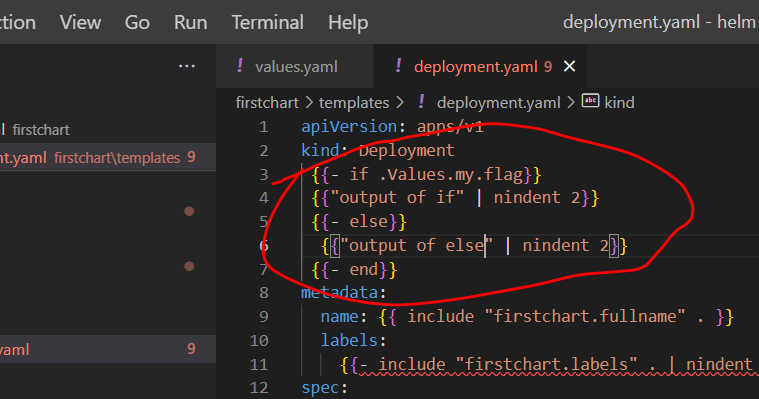 ction View Go Run Terminal Help deployment.yaml - helm
... ! values.yaml ! deployment.yaml 9 ×
firstchart > templates > ! deployment.yaml > abc kind
l firstchart
nt.yaml firstchart\templates 9
yaml 9
1 apiVersion: apps/v1
2 kind: Deployment
3 {{- if .Values.my.flag}}
4 {{"output of if" | nindent 2}}
5 {{- else}}
6 {{"output of else" | nindent 2}}
7 {{- end}}
8 metadata:
9 name: {{ include "firstchart.fullname" . }}
10 labels:
11 {{- include "firstchart.labels" . | nindent
12 spec: